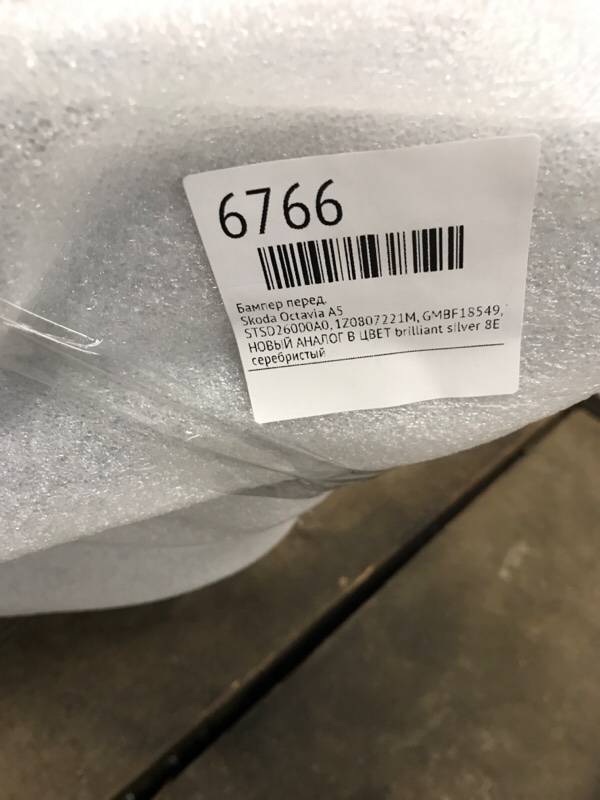 6766
Бампер перед.
Skoda Octavia A5
STSD26000A0, 1Z0807221M, GMBF18549,
НОВЫЙ АНАЛОГ В ЦВЕТ brilliant silver 8E
серебристый